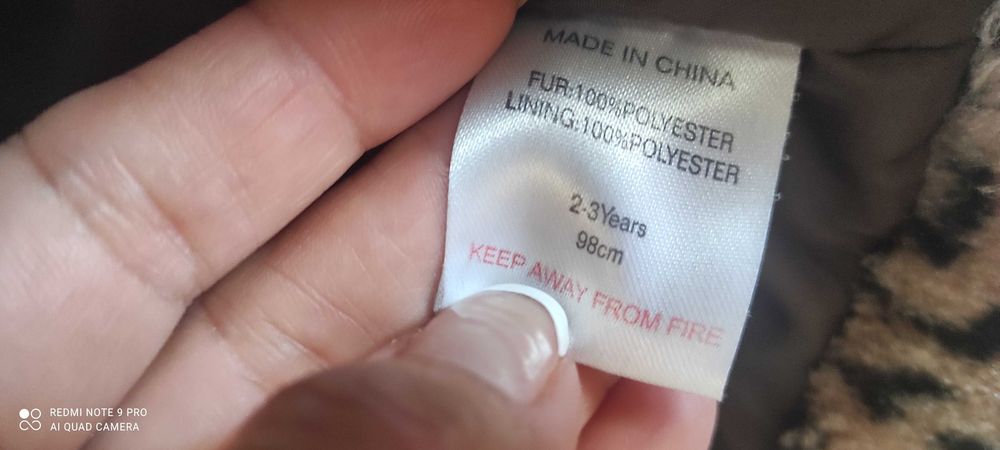 MADE IN CHINA
FUR:100%POLYESTER
LINING:100%POLYESTER
2-3Years
98cm
KEEP AWAY FROM FIRE
REDMI NOTE 9 PRO
AI QUAD CAMERA